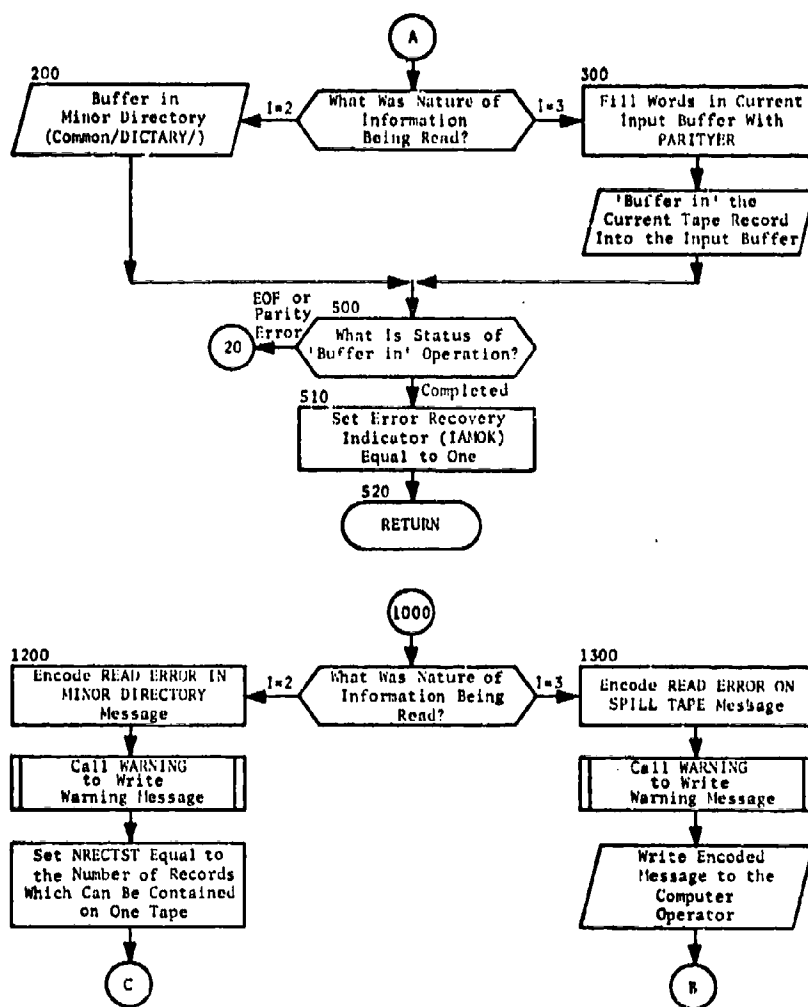 A
200
Buffer in
Minor Directory
(Common/DICTARY/)
I=2
What Was Nature of
Information
Being Read?
I=3
300
Fill Words in Current
Input Buffer With
PARITYER
'Buffer in' the
Current Tape Record
Into the Input Buffer
EOF or
Parity
Error
20
500
What Is Status of
'Buffer in' Operation?
Completed
510
Set Error Recovery
Indicator (IAMOK)
Equal to One
520
RETURN
1000
1200
Encode READ ERROR IN
MINOR DIRECTORY
Message
I=2
What Was Nature of
Information Being
Read?
I=3
1300
Encode READ ERROR ON
SPILL TAPE Message
Call WARNING
to Write
Warning Message
Call WARNING
to Write
Warning Message
Set NRECTST Equal to
the Number of Records
Which Can Be Contained
on One Tape
Write Encoded
Message to the
Computer
Operator
C
B